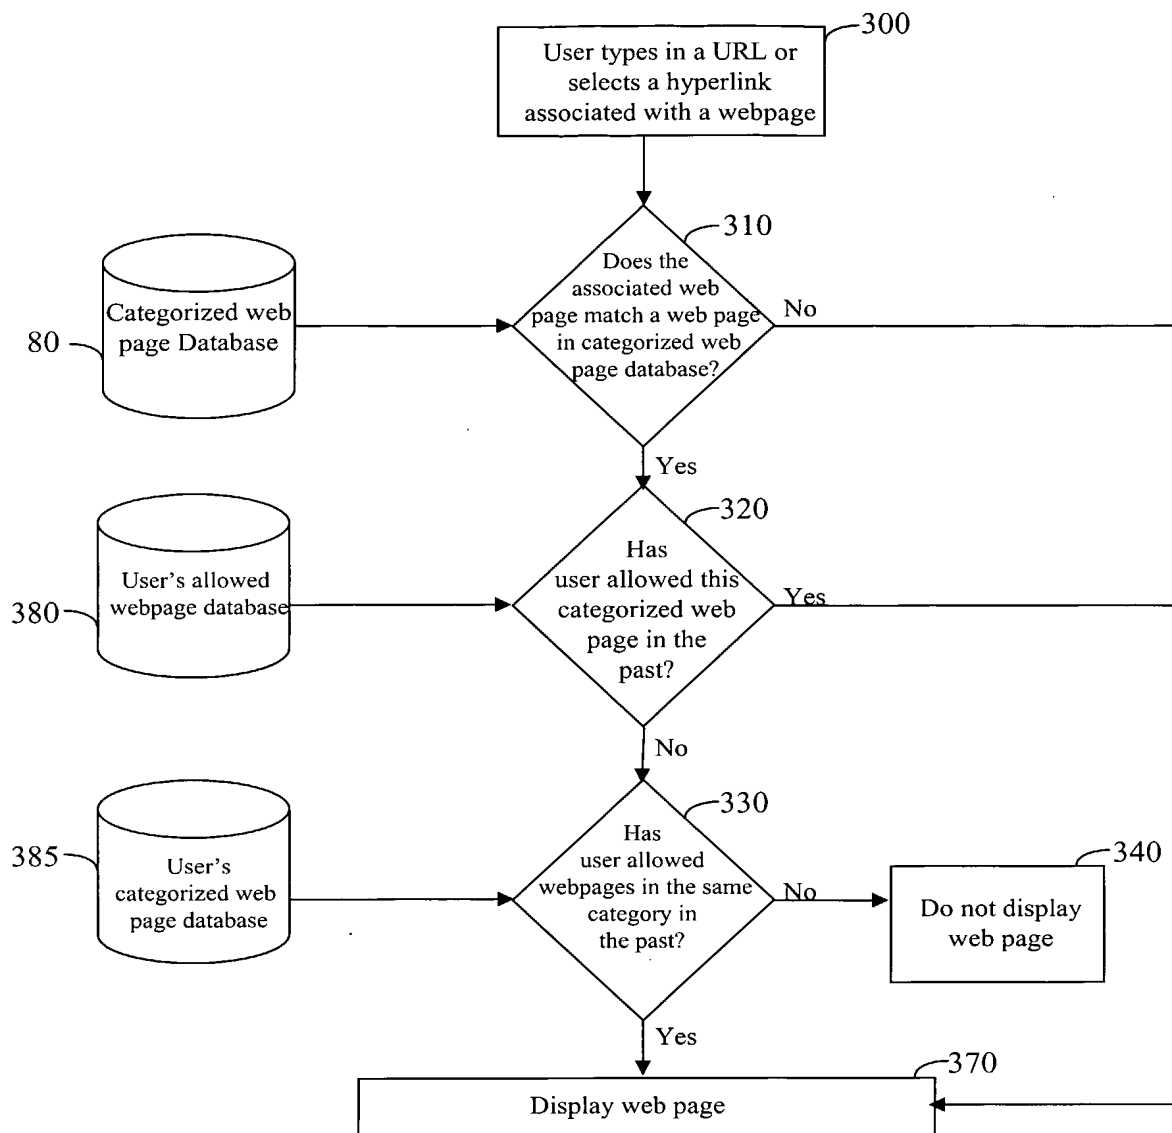 300
User types in a URL or
selects a hyperlink
associated with a webpage
310
Does the
associated web
page match a web page
in categorized web
page database?
No
Categorized web
page Database
80
Yes
320
Has
user allowed this
categorized web
page in the
past?
Yes
User's allowed
webpage database
380
No
330
Has
user allowed
webpages in the same
category in
the past?
No
340
Do not display
web page
385
User's
categorized web
page database
Yes
370
Display web page